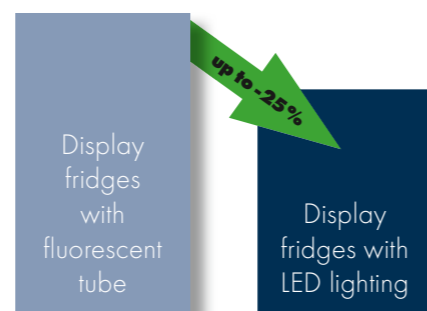 up to -25%
Display
fridges
with
fluorescent
tube
Display
fridges with
LED lighting